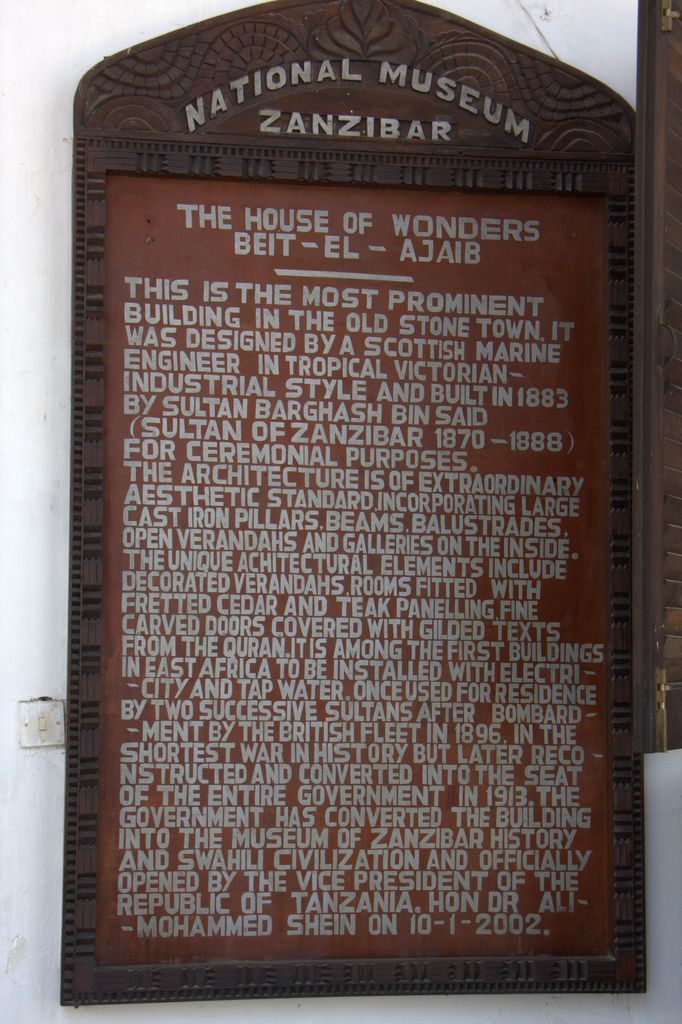 NATIONAL MUSEUM
ZANZIBAR
THE HOUSE OF WONDERS
BEIT-EL-AJAIB
THIS IS THE MOST PROMINENT
BUILDING IN THE OLD STONE TOWN. IT
WAS DESIGNED BY A SCOTTISH MARINE
ENGINEER IN TROPICAL VICTORIAN-
INDUSTRIAL STYLE AND BUILT IN 1883
BY SULTAN BARGHASH BIN SAID
(SULTAN OF ZANZIBAR 1870-1888)
FOR CEREMONIAL PURPOSES.
THE ARCHITECTURE IS OF EXTRAORDINARY
AESTHETIC STANDARD, INCORPORATING LARGE
CAST IRON PILLARS, BEAMS, BALUSTRADES,
OPEN VERANDAHS AND GALLERIES ON THE INSIDE.
THE UNIQUE ACHITECTURAL ELEMENTS INCLUDE
DECORATED VERANDAHS, ROOMS FITTED WITH
FRETTED CEDAR AND TEAK PANELLING, FINE
CARVED DOORS COVERED WITH GILDED TEXTS
FROM THE QURAN. IT IS AMONG THE FIRST BUILDINGS
IN EAST AFRICA TO BE INSTALLED WITH ELECTRI-
-CITY AND TAP WATER. ONCE USED FOR RESIDENCE
BY TWO SUCCESSIVE SULTANS AFTER BOMBARD-
-MENT BY THE BRITISH FLEET IN 1896, IN THE
SHORTEST WAR IN HISTORY BUT LATER RECO-
NSTRUCTED AND CONVERTED INTO THE SEAT
OF THE ENTIRE GOVERNMENT IN 1913. THE
GOVERNMENT HAS CONVERTED THE BUILDING
INTO THE MUSEUM OF ZANZIBAR HISTORY
AND SWAHILI CIVILIZATION AND OFFICIALLY
OPENED BY THE VICE PRESIDENT OF THE
REPUBLIC OF TANZANIA, HON DR ALI-
-MOHAMMED SHEIN ON 10-1-2002.